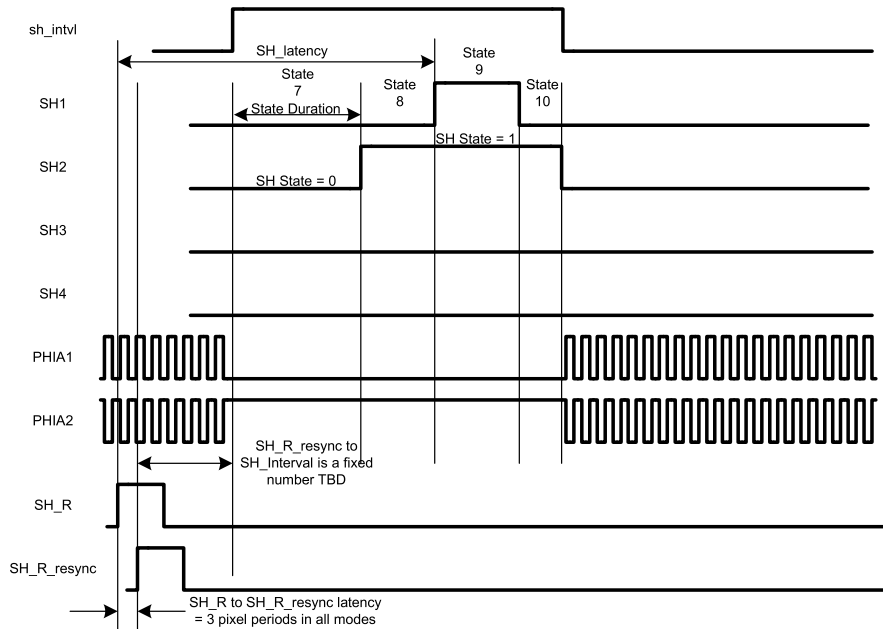 sh_intvl
SH_latency
State
7
State
8
State
9
State
10
SH1
State Duration
SH State = 1
SH2
SH State = 0
SH3
SH4
PHIA1
PHIA2
SH_R_resync to
SH_Interval is a fixed
number TBD
SH_R
SH_R_resync
SH_R to SH_R_resync latency
= 3 pixel periods in all modes